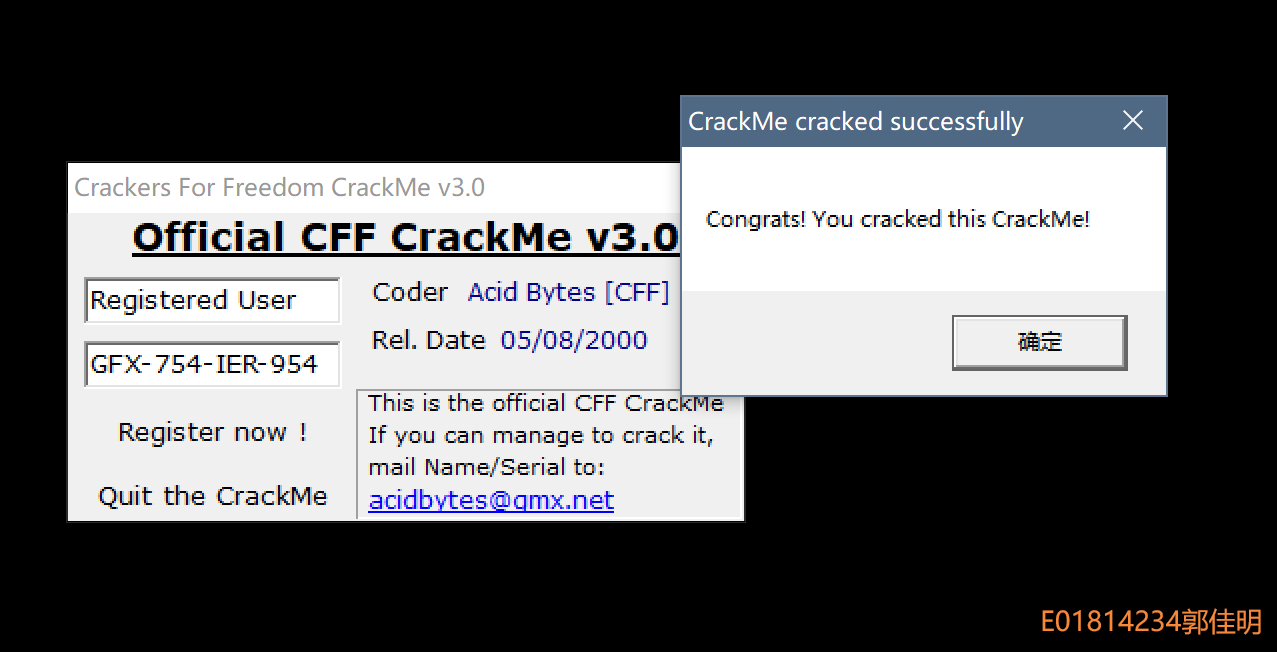 CrackMe cracked successfully
Congrats! You cracked this CrackMe!
确定
Crackers For Freedom CrackMe v3.0
Official CFF CrackMe v3.0
Registered User
GFX-754-IER-954
Register now !
Quit the CrackMe
Coder Acid Bytes [CFF]
Rel. Date 05/08/2000
This is the official CFF CrackMe
If you can manage to crack it,
mail Name/Serial to:
acidbytes@gmx.net
E01814234郭佳明